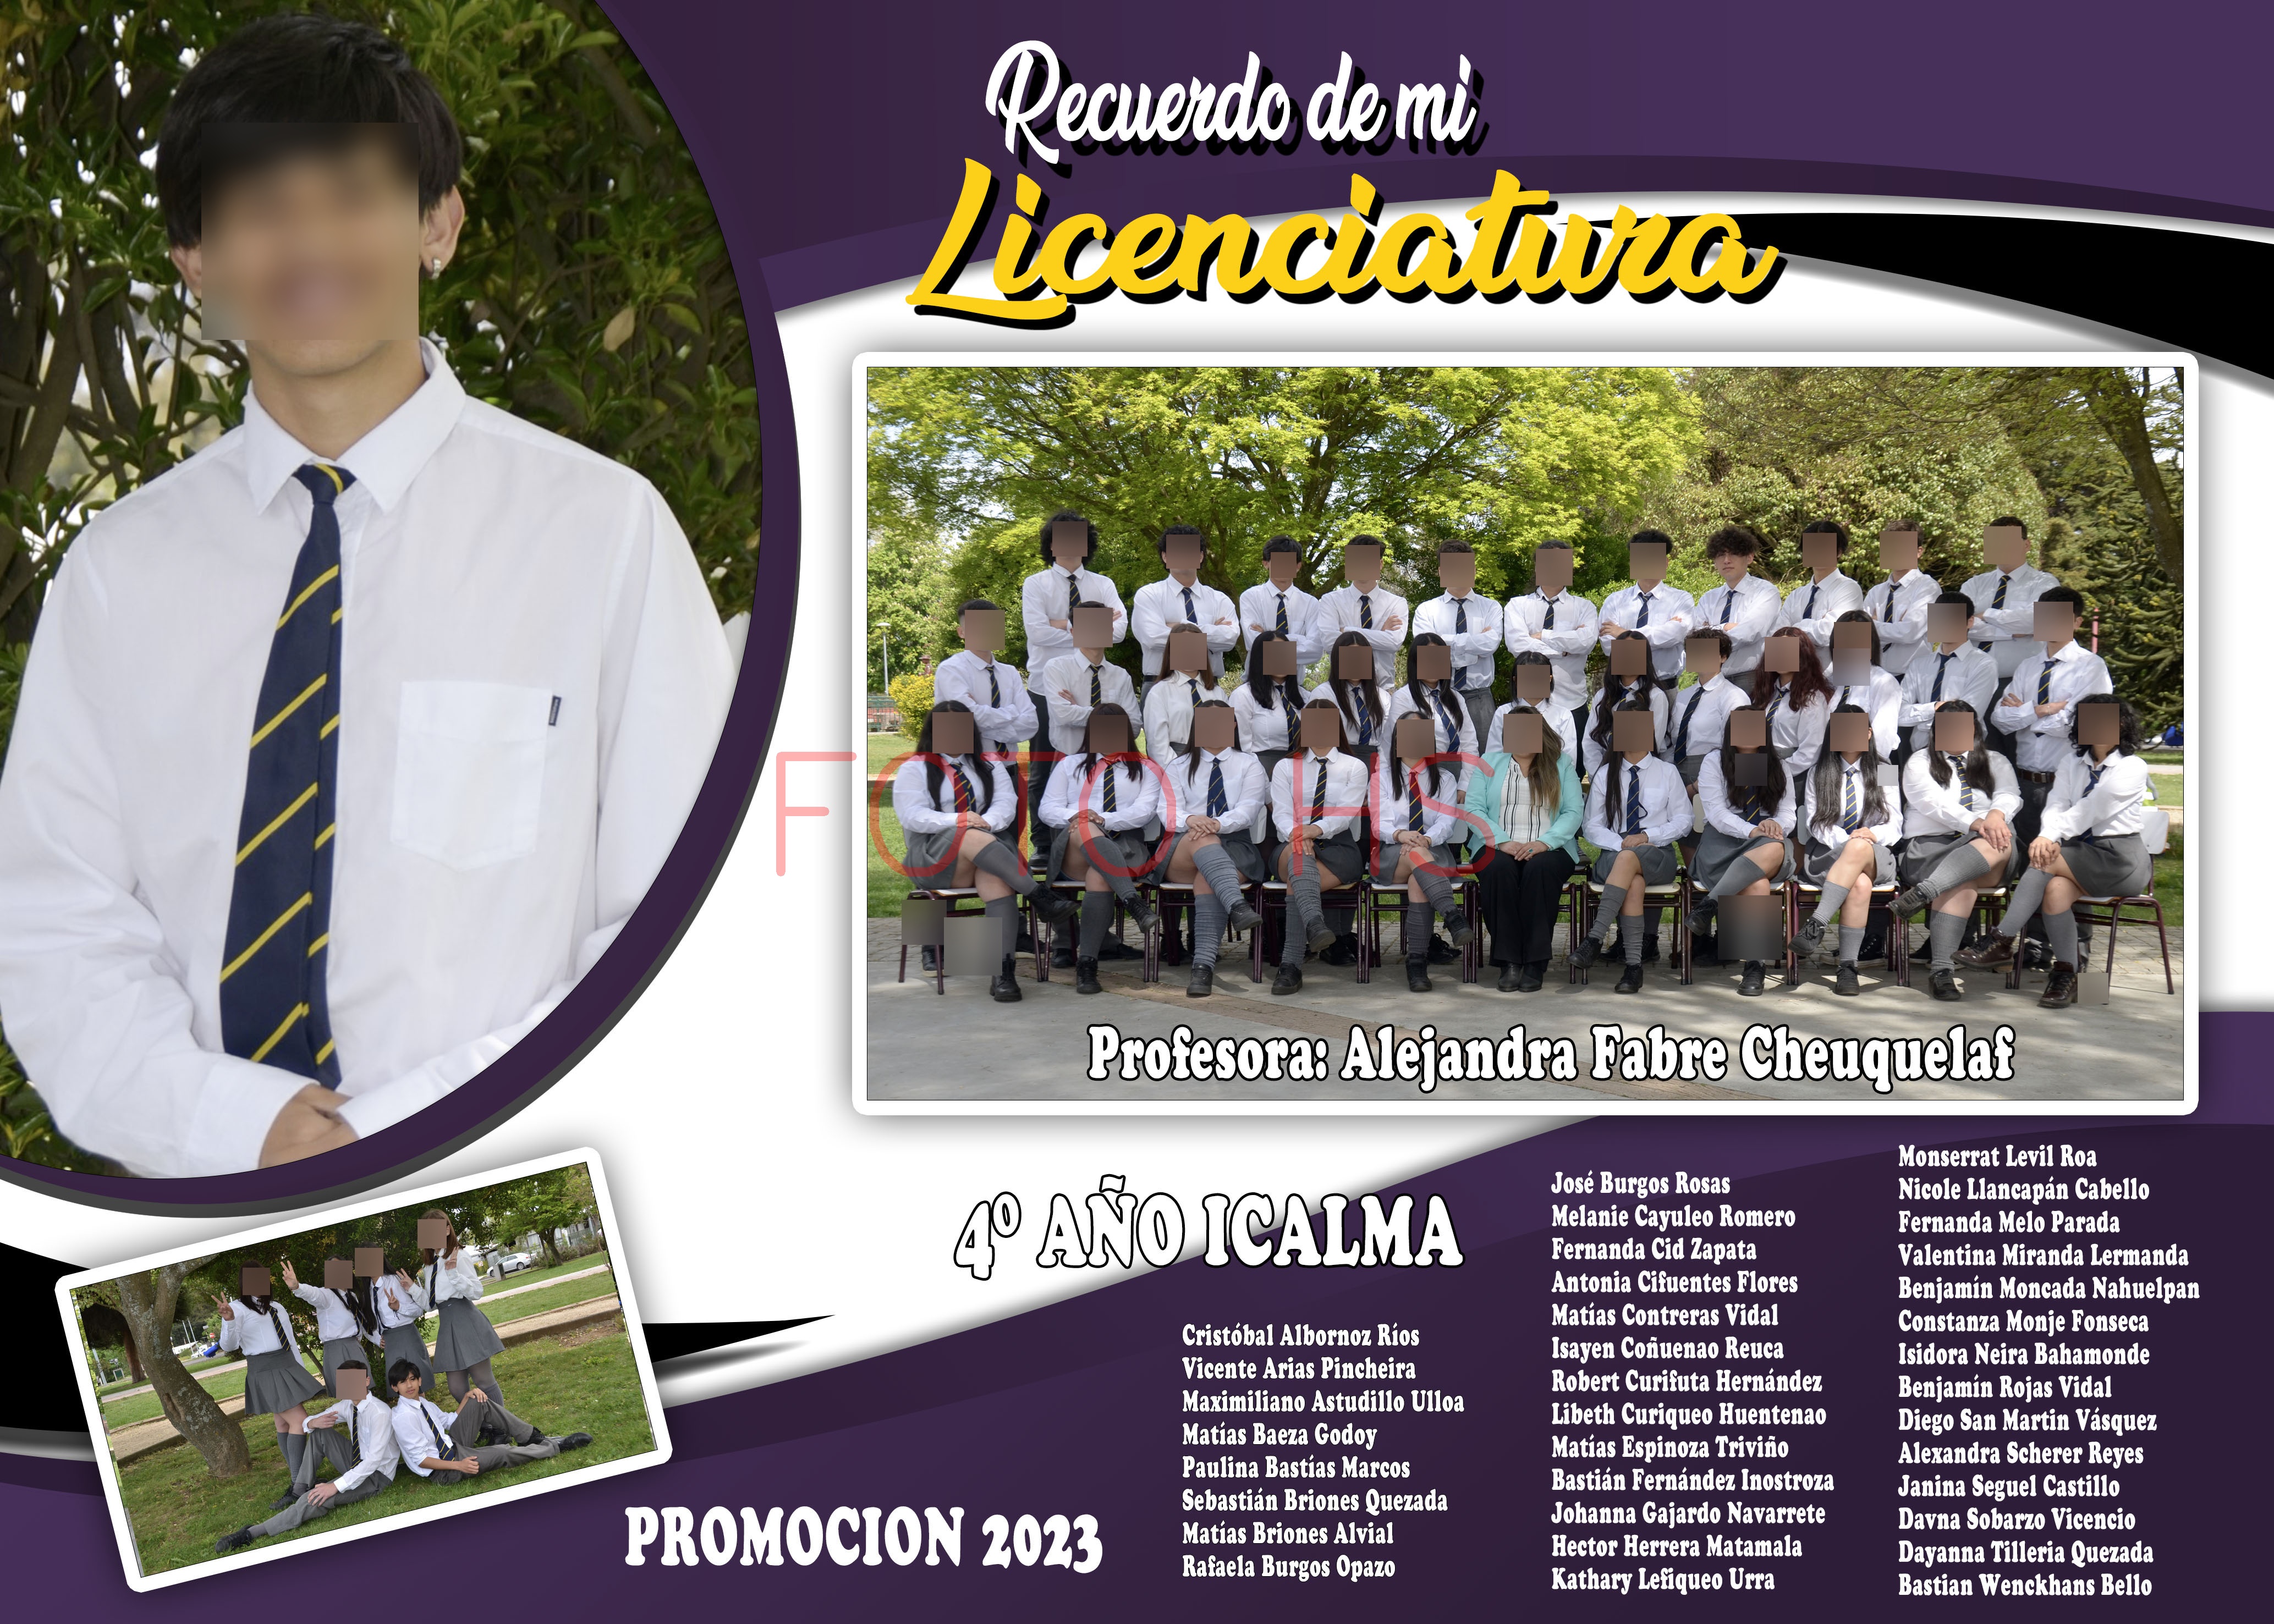 Recuerdo de mi
Licenciatura
FOTO HS
Profesora: Alejandra Fabre Cheuquelaf
4º AÑO ICALMA
PROMOCION 2023
Cristóbal Albornoz Ríos
Vicente Arias Pincheira
Maximiliano Astudillo Ulloa
Matías Baeza Godoy
Paulina Bastías Marcos
Sebastián Briones Quezada
Matías Briones Alvial
Rafaela Burgos Opazo
José Burgos Rosas
Melanie Cayuleo Romero
Fernanda Cid Zapata
Antonia Cifuentes Flores
Matías Contreras Vidal
Isayen Coñuenao Reuca
Robert Curifuta Hernández
Libeth Curiqueo Huentenao
Matías Espinoza Triviño
Bastián Fernández Inostroza
Johanna Gajardo Navarrete
Hector Herrera Matamala
Kathary Lefiqueo Urra
Monserrat Levil Roa
Nicole Llancapán Cabello
Fernanda Melo Parada
Valentina Miranda Lermanda
Benjamín Moncada Nahuelpan
Constanza Monje Fonseca
Isidora Neira Bahamonde
Benjamín Rojas Vidal
Diego San Martin Vásquez
Alexandra Scherer Reyes
Janina Seguel Castillo
Davna Sobarzo Vicencio
Dayanna Tilleria Quezada
Bastian Wenckhans Bello